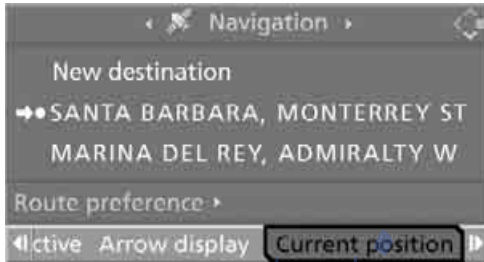 Navigation
New destination
SANTA BARBARA, MONTERREY ST
MARINA DEL REY, ADMIRALTY W
Route preference
ctive Arrow display Current position